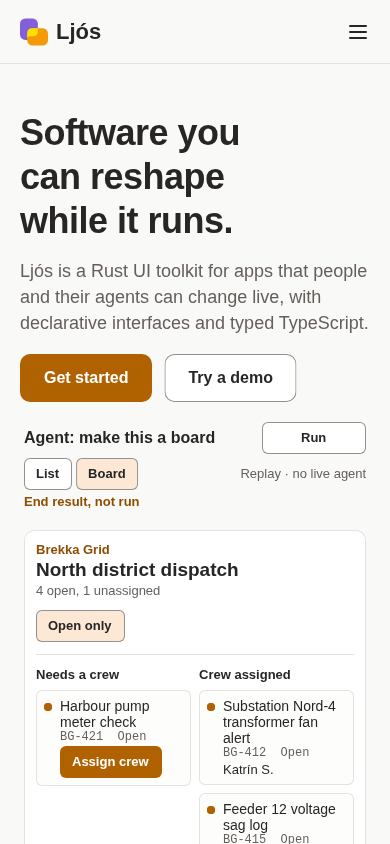 Ljós
Software you
can reshape
while it runs.
Ljós is a Rust UI toolkit for apps that people
and their agents can change live, with
declarative interfaces and typed TypeScript.
Get started
Try a demo
Agent: make this a board
Run
List
Board
Replay · no live agent
End result, not run
Brekka Grid
North district dispatch
4 open, 1 unassigned
Open only
Needs a crew
Harbour pump
meter check
BG-421 Open
Assign crew
Crew assigned
Substation Nord-4
transformer fan
alert
BG-412 Open
Katrín S.
Feeder 12 voltage
sag log
BG-415 Open